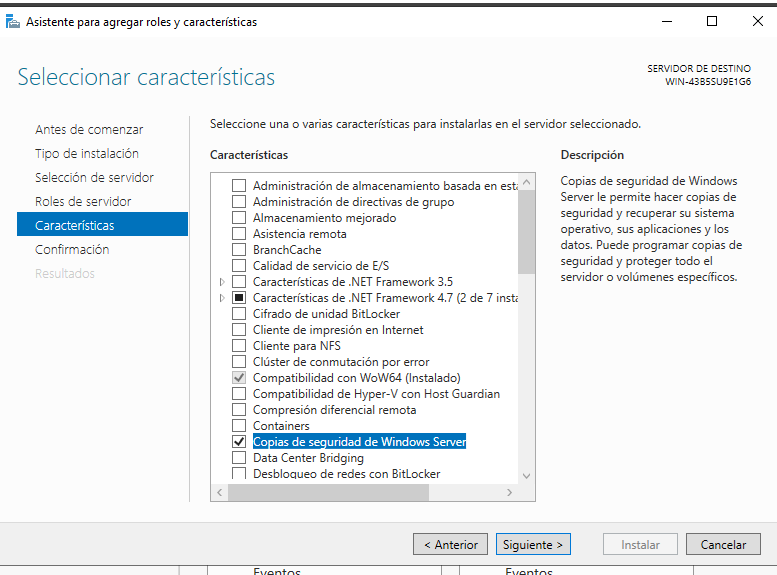 Asistente para agregar roles y características
Seleccionar características
SERVIDOR DE DESTINO
WIN-43B5SU9E1G6
Antes de comenzar
Tipo de instalación
Selección de servidor
Roles de servidor
Características
Confirmación
Resultados
Seleccione una o varias características para instalarlas en el servidor seleccionado.
Características
Administración de almacenamiento basada en está
Administración de directivas de grupo
Almacenamiento mejorado
Asistencia remota
BranchCache
Calidad de servicio de E/S
Características de .NET Framework 3.5
Características de .NET Framework 4.7 (2 de 7 insta
Cifrado de unidad BitLocker
Cliente de impresión en Internet
Cliente para NFS
Clúster de conmutación por error
Compatibilidad con WoW64 (Instalado)
Compatibilidad de Hyper-V con Host Guardian
Compresión diferencial remota
Containers
Copias de seguridad de Windows Server
Data Center Bridging
Desbloqueo de redes con BitLocker
Descripción
Copias de seguridad de Windows
Server le permite hacer copias de
seguridad y recuperar su sistema
operativo, sus aplicaciones y los
datos. Puede programar copias de
seguridad y proteger todo el
servidor o volúmenes específicos.
< Anterior
Siguiente >
Instalar
Cancelar
Eventos
Eventos